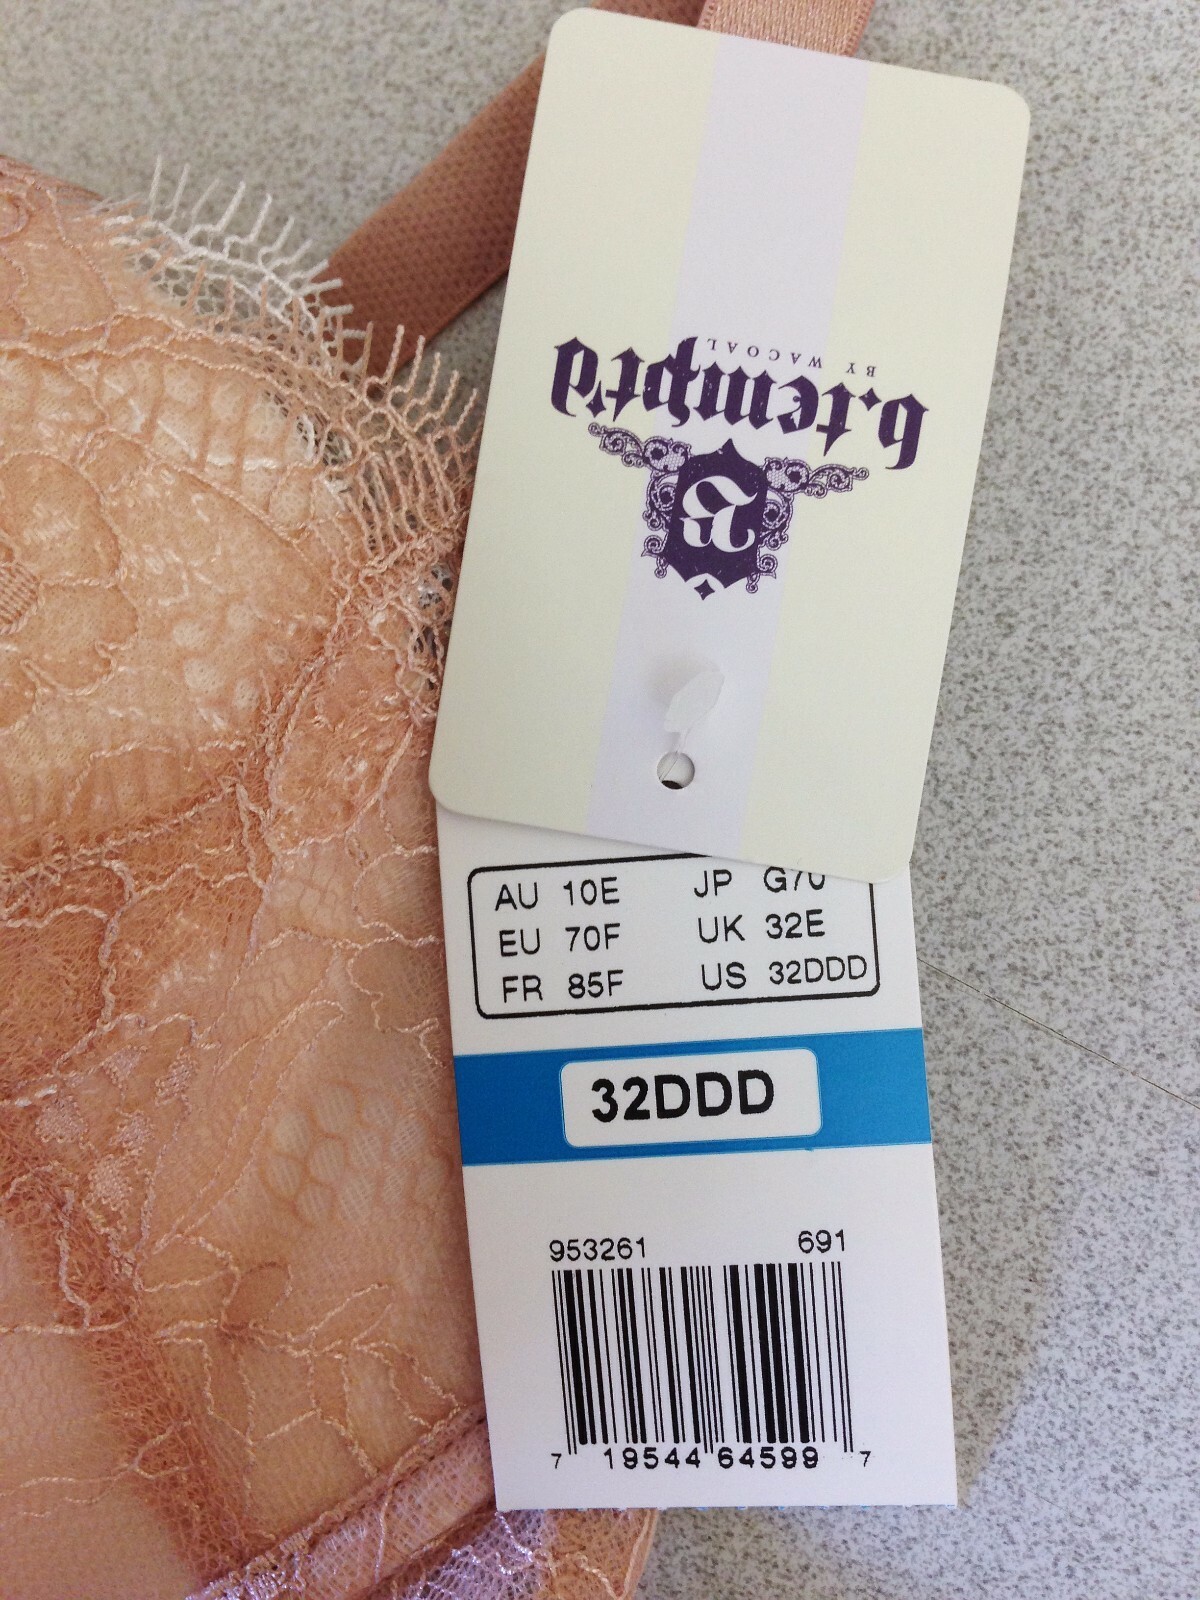 b.tempt'd
BY WACOAL
B
AU 10E JP G70
EU 70F UK 32E
FR 85F US 32DDD
32DDD
953261 691
7 19544 64599 7